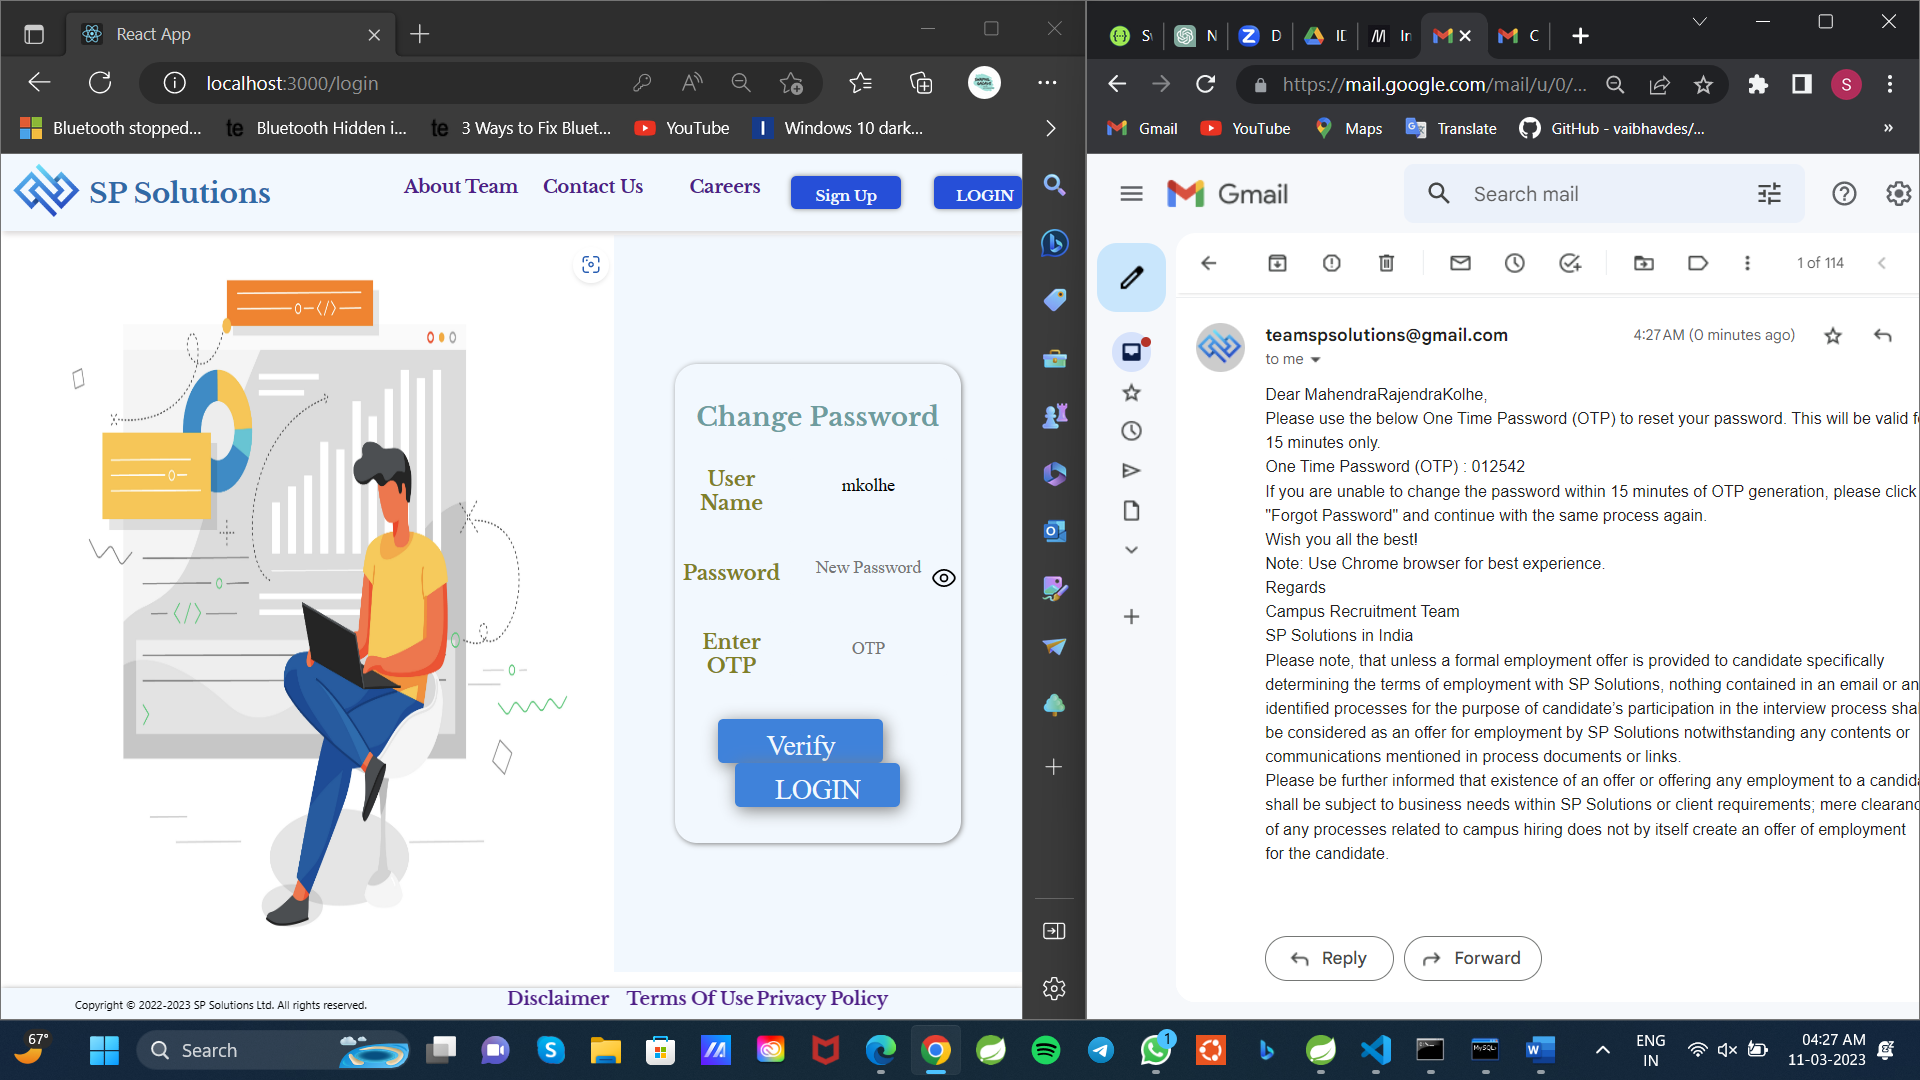 React App
localhost:3000/login
Bluetooth stopped...
Bluetooth Hidden i...
3 Ways to Fix Bluet...
YouTube
Windows 10 dark...
SP Solutions
About Team
Contact Us
Careers
Sign Up
LOGIN
Change Password
User
Name
mkolhe
Password
New Password
Enter
OTP
OTP
Verify
LOGIN
Copyright © 2022-2023 SP Solutions Ltd. All rights reserved.
Disclaimer
Terms Of Use
Privacy Policy
https://mail.google.com/mail/u/0/...
S
Gmail
YouTube
Maps
Translate
GitHub - vaibhavdes/...
Gmail
Search mail
1 of 114
teamspsolutions@gmail.com
4:27 AM (0 minutes ago)
to me
Dear MahendraRajendraKolhe,
Please use the below One Time Password (OTP) to reset your password. This will be valid f
15 minutes only.
One Time Password (OTP) : 012542
If you are unable to change the password within 15 minutes of OTP generation, please click
"Forgot Password" and continue with the same process again.
Wish you all the best!
Note: Use Chrome browser for best experience.
Regards
Campus Recruitment Team
SP Solutions in India
Please note, that unless a formal employment offer is provided to candidate specifically
determining the terms of employment with SP Solutions, nothing contained in an email or an
identified processes for the purpose of candidate's participation in the interview process shal
be considered as an offer for employment by SP Solutions notwithstanding any contents or
communications mentioned in process documents or links.
Please be further informed that existence of an offer or offering any employment to a candida
shall be subject to business needs within SP Solutions or client requirements; mere clearanc
of any processes related to campus hiring does not by itself create an offer of employment
for the candidate.
Reply
Forward
67°
Search
1
ENG
IN
04:27 AM
11-03-2023